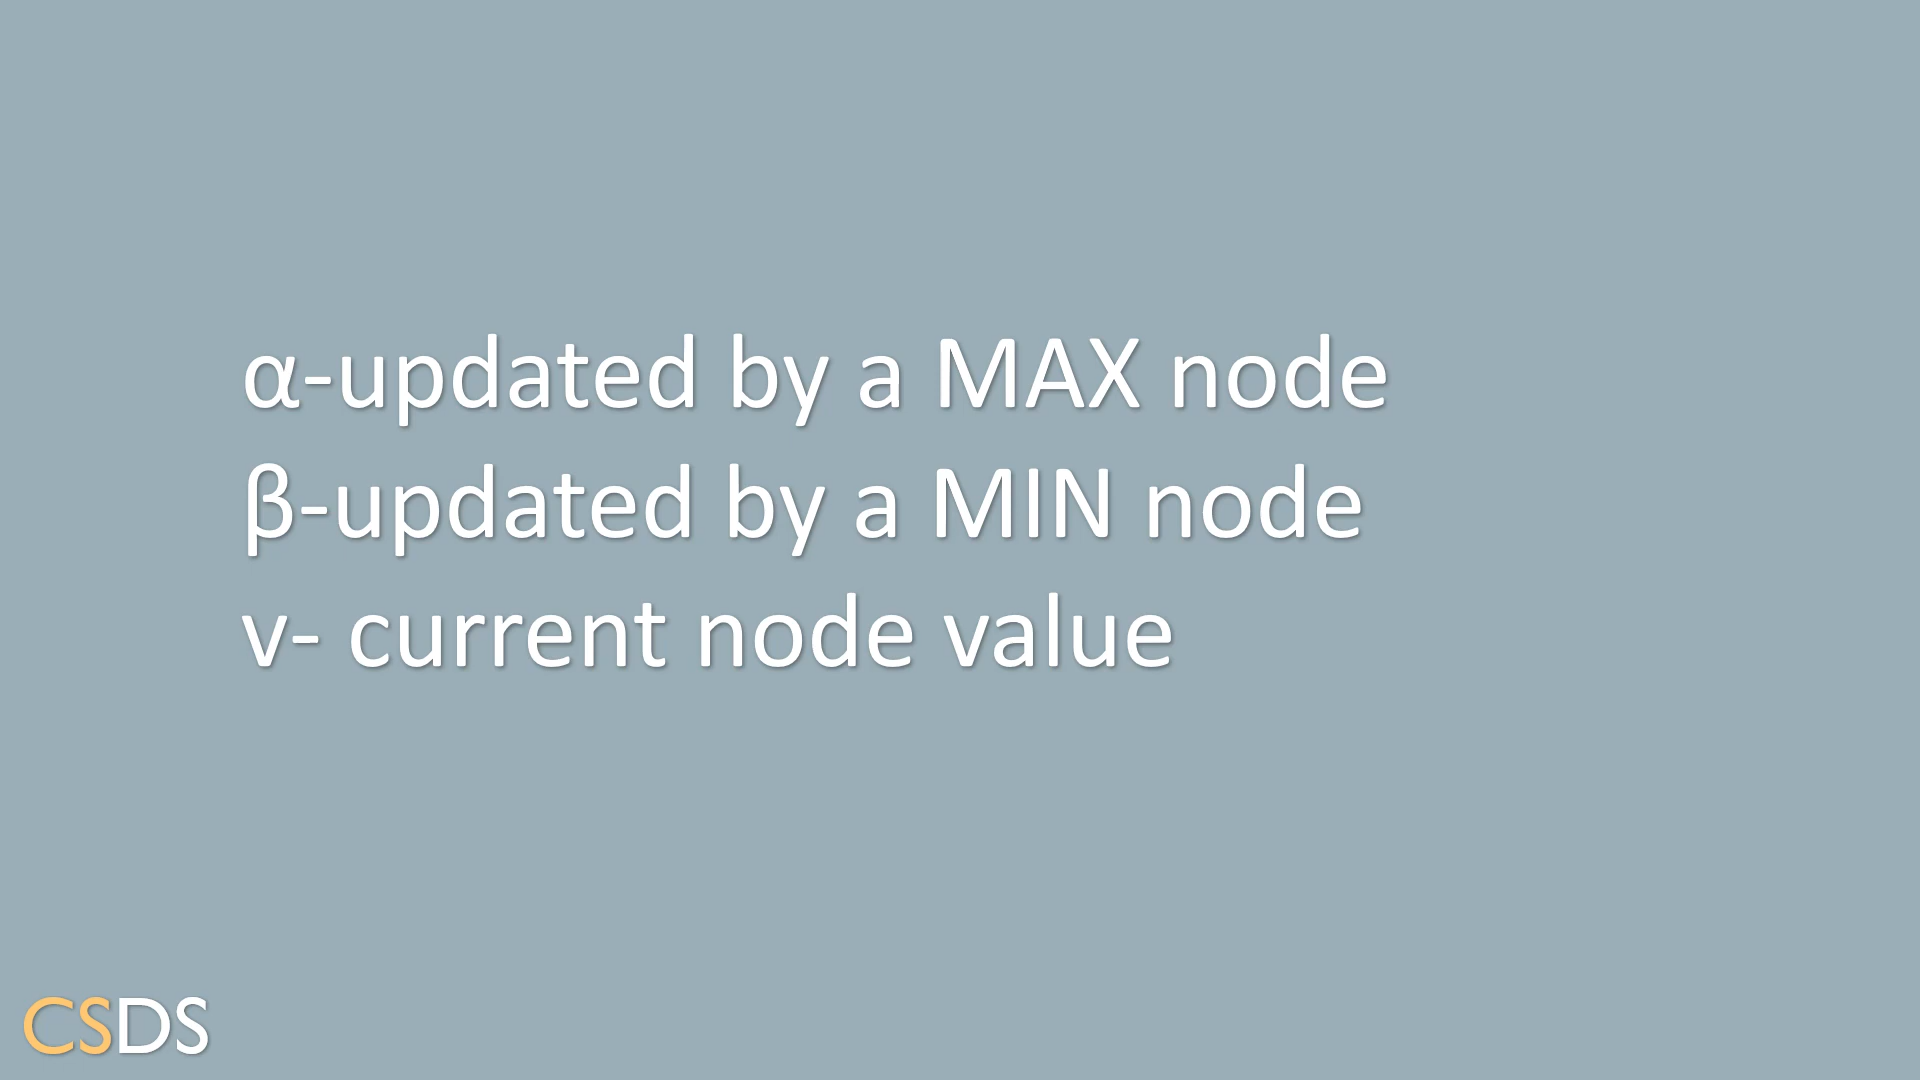 α-updated by a MAX node
β-updated by a MIN node
v- current node value
CSDS